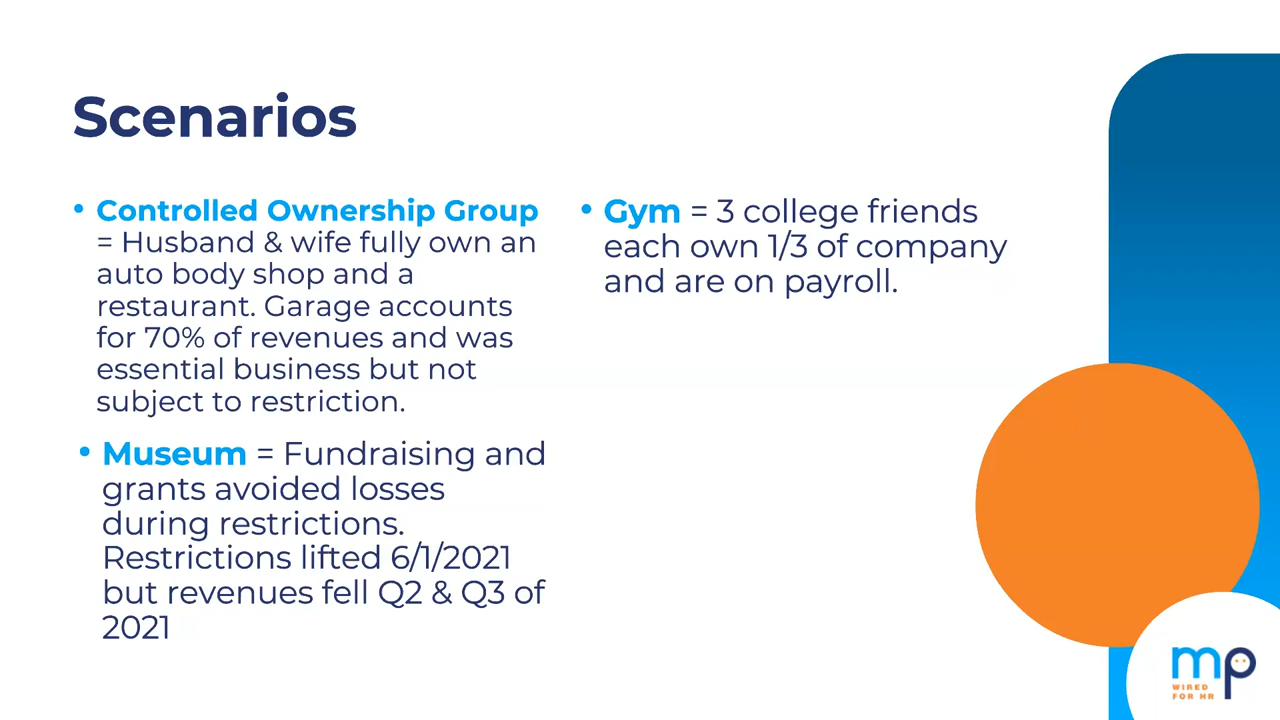 Scenarios
• Controlled Ownership Group
= Husband & wife fully own an
auto body shop and a
restaurant. Garage accounts
for 70% of revenues and was
essential business but not
subject to restriction.
• Museum = Fundraising and
grants avoided losses
during restrictions.
Restrictions lifted 6/1/2021
but revenues fell Q2 & Q3 of
2021
• Gym = 3 college friends
each own 1/3 of company
and are on payroll.
mp
WIRED
FOR HR